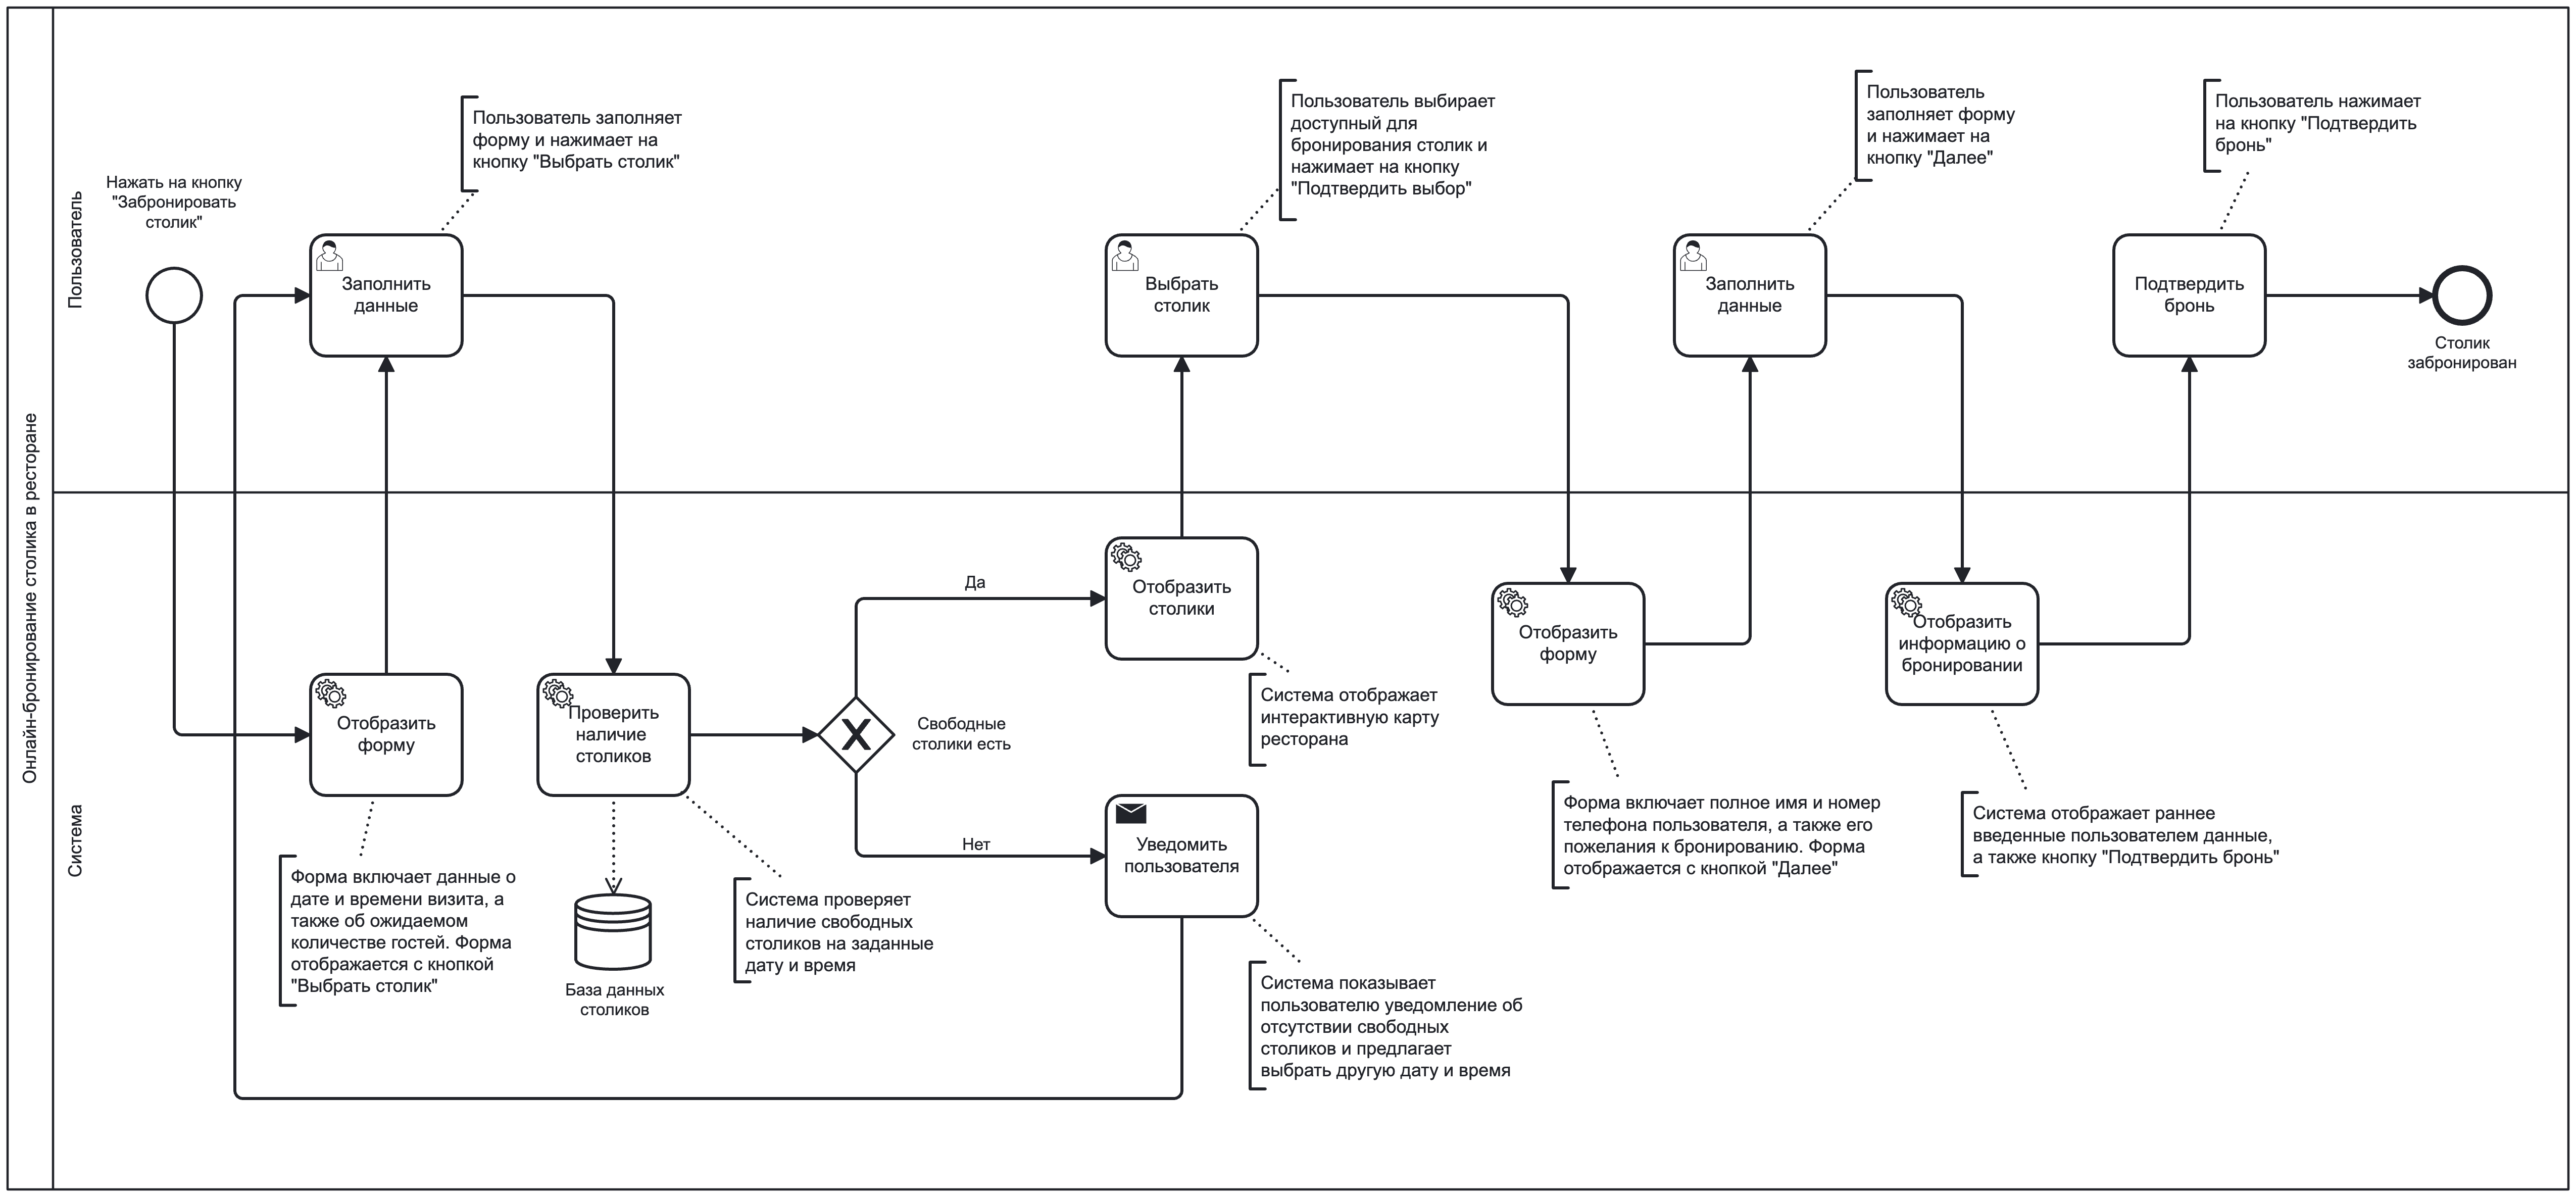 Онлайн-бронирование столика в ресторане
Пользователь
Нажать на кнопку
"Забронировать
столик"
Пользователь заполняет
форму и нажимает на
кнопку "Выбрать столик"
Заполнить
данные
Пользователь выбирает
доступный для
бронирования столик и
нажимает на кнопку
"Подтвердить выбор"
Выбрать
столик
Пользователь
заполняет форму
и нажимает на
кнопку "Далее"
Заполнить
данные
Пользователь нажимает
на кнопку "Подтвердить
бронь"
Подтвердить
бронь
Столик
забронирован
Система
Отобразить
форму
Форма включает данные о
дате и времени визита, а
также об ожидаемом
количестве гостей. Форма
отображается с кнопкой
"Выбрать столик"
Проверить
наличие
столиков
База данных
столиков
Система проверяет
наличие свободных
столиков на заданные
дату и время
Свободные
столики есть
Да
Нет
Отобразить
столики
Система отображает
интерактивную карту
ресторана
Уведомить
пользователя
Система показывает
пользователю уведомление об
отсутствии свободных
столиков и предлагает
выбрать другую дату и время
Отобразить
форму
Форма включает полное имя и номер
телефона пользователя, а также его
пожелания к бронированию. Форма
отображается с кнопкой "Далее"
Отобразить
информацию о
бронировании
Система отображает раннее
введенные пользователем данные,
а также кнопку "Подтвердить бронь"